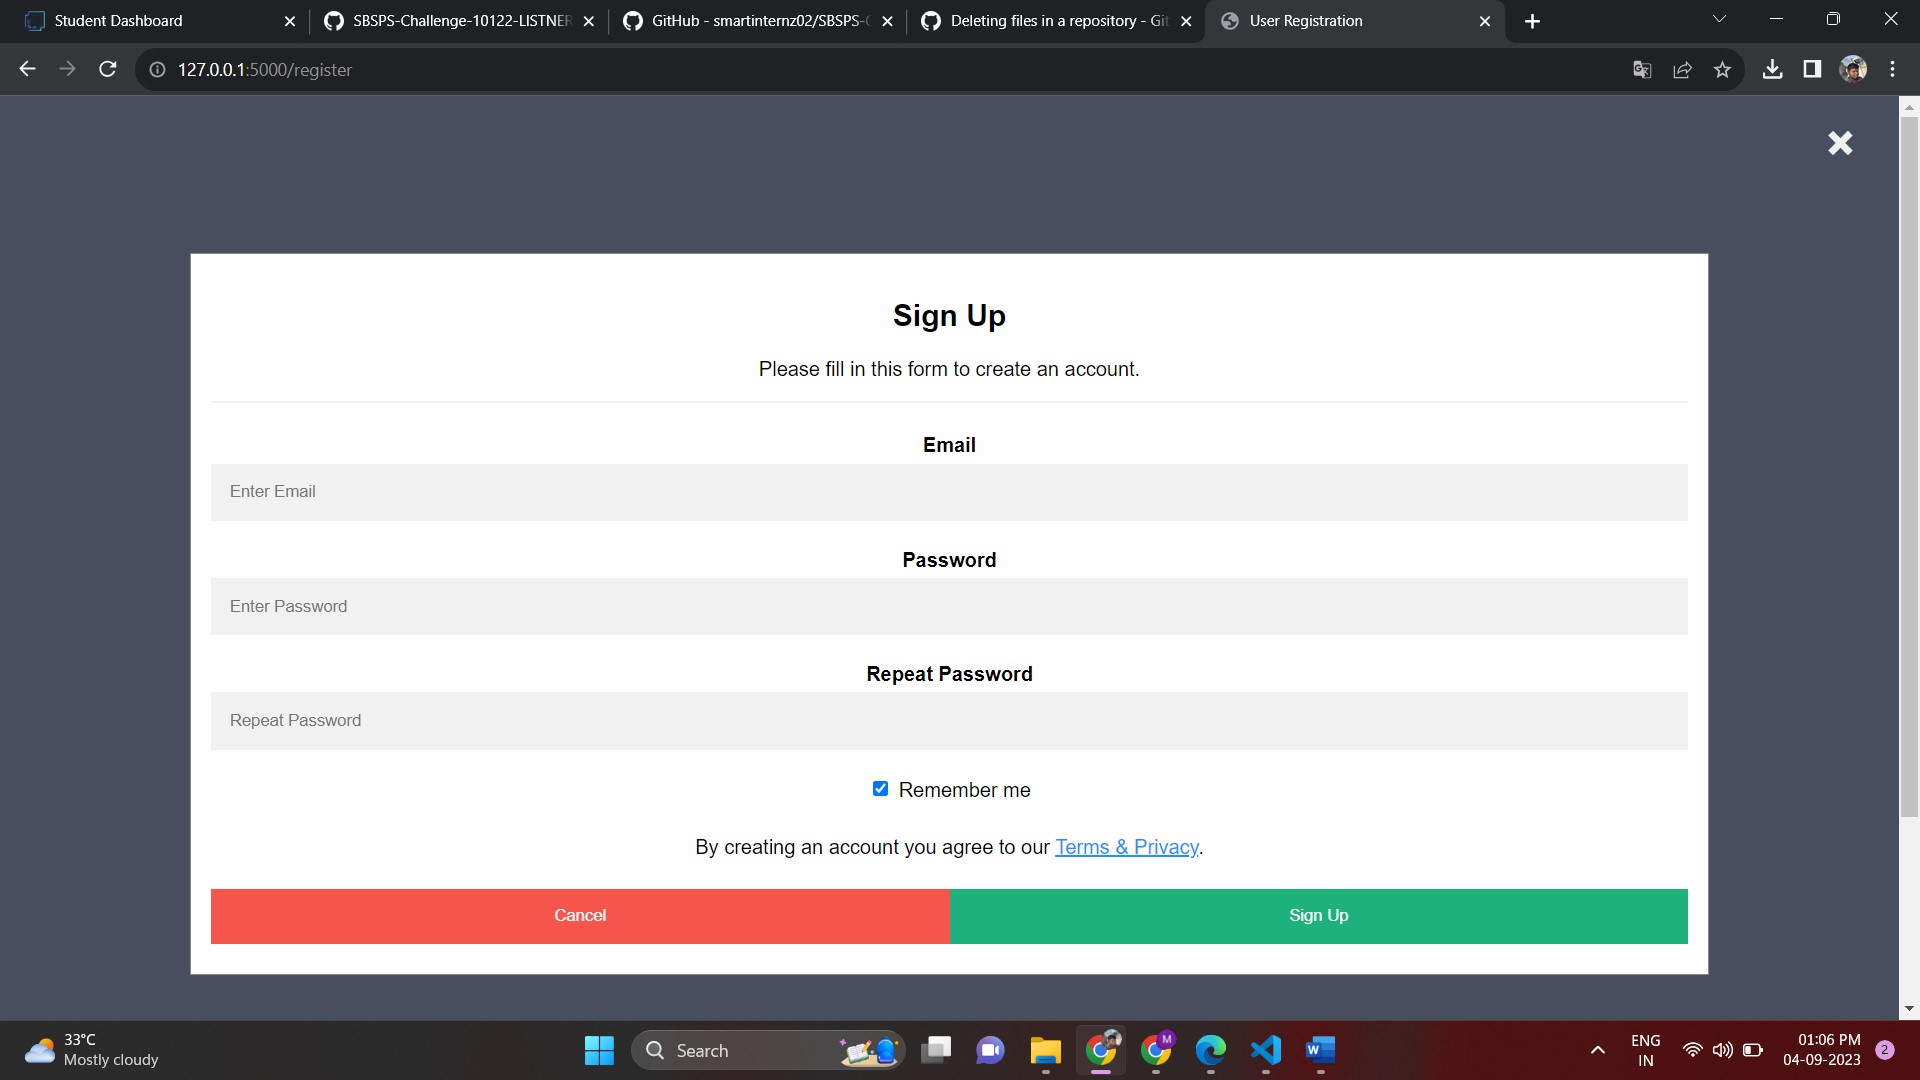 Student Dashboard
SBSPS-Challenge-10122-LISTNER
GitHub - smartinternz02/SBSPS-C
Deleting files in a repository - Git
User Registration
127.0.0.1:5000/register
Sign Up
Please fill in this form to create an account.
Email
Enter Email
Password
Enter Password
Repeat Password
Repeat Password
Remember me
By creating an account you agree to our Terms & Privacy.
Cancel
Sign Up
33°C
Mostly cloudy
Search
M
W
ENG
IN
01:06 PM
04-09-2023
2